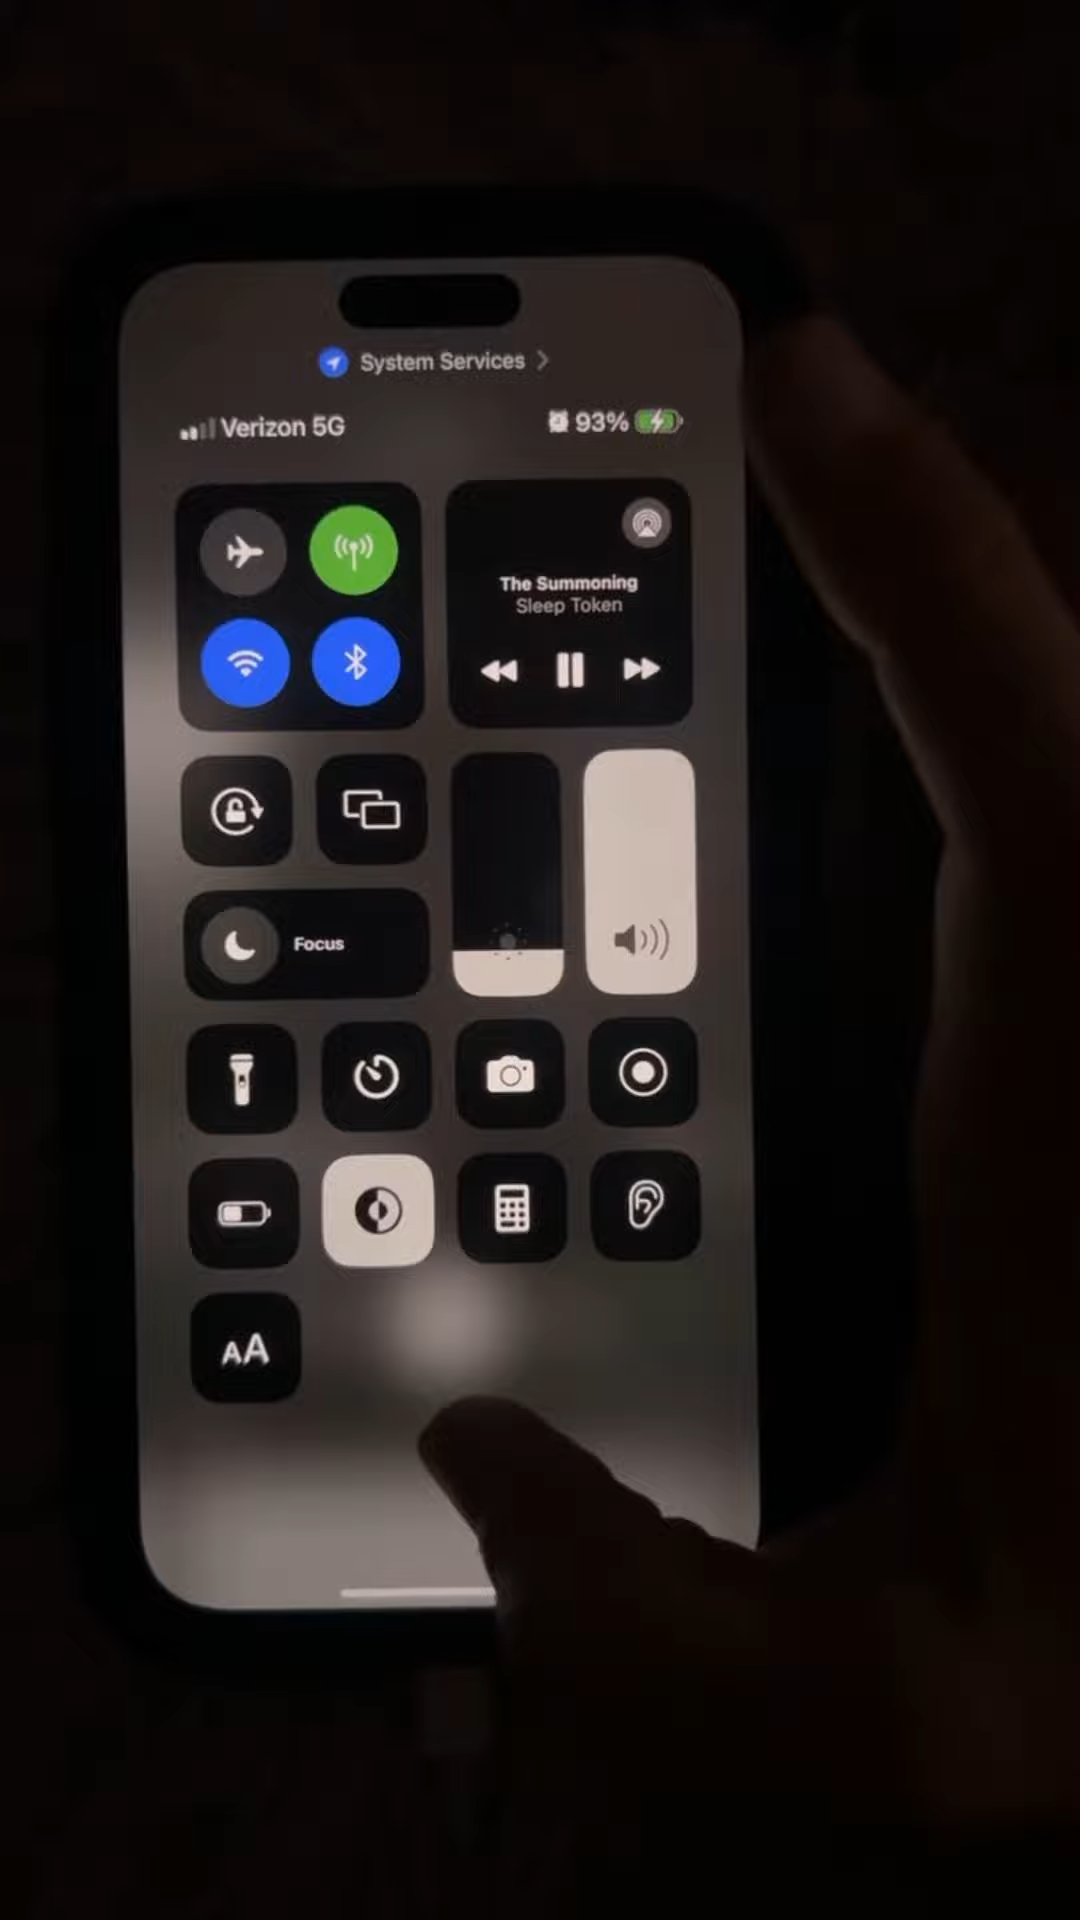 System Services
Verizon 5G
93%
The Summoning
Sleep Token
Focus
AA